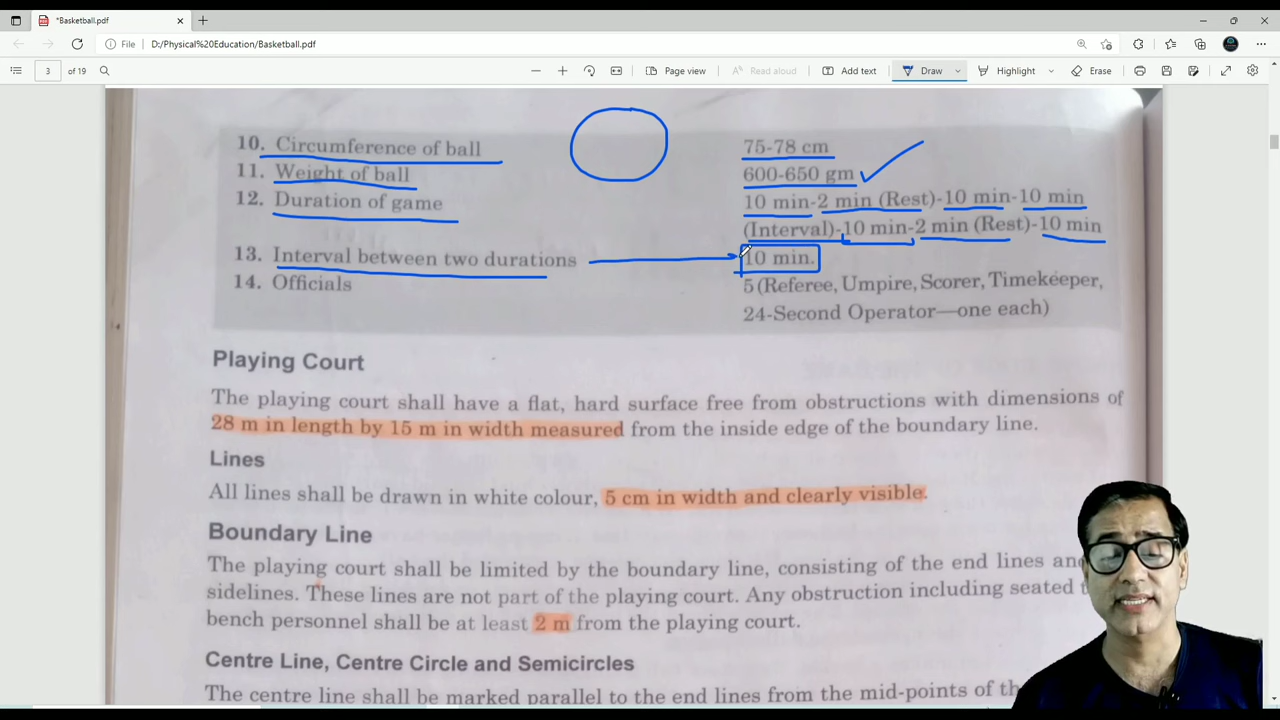 *Basketball.pdf
File
D:/Physical%20Education/Basketball.pdf
3 of 19
Page view
Read aloud
Add text
Draw
Highlight
Erase
10. Circumference of ball 75-78 cm
11. Weight of ball 600-650 gm
12. Duration of game 10 min-2 min (Rest)-10 min-10 min
(Interval)-10 min-2 min (Rest)-10 min
13. Interval between two durations 10 min.
14. Officials 5 (Referee, Umpire, Scorer, Timekeeper,
24-Second Operator—one each)
Playing Court
The playing court shall have a flat, hard surface free from obstructions with dimensions of
28 m in length by 15 m in width measured from the inside edge of the boundary line.
Lines
All lines shall be drawn in white colour, 5 cm in width and clearly visible.
Boundary Line
The playing court shall be limited by the boundary line, consisting of the end lines and
sidelines. These lines are not part of the playing court. Any obstruction including seated
bench personnel shall be at least 2 m from the playing court.
Centre Line, Centre Circle and Semicircles
The centre line shall be marked parallel to the end lines from the mid-points of